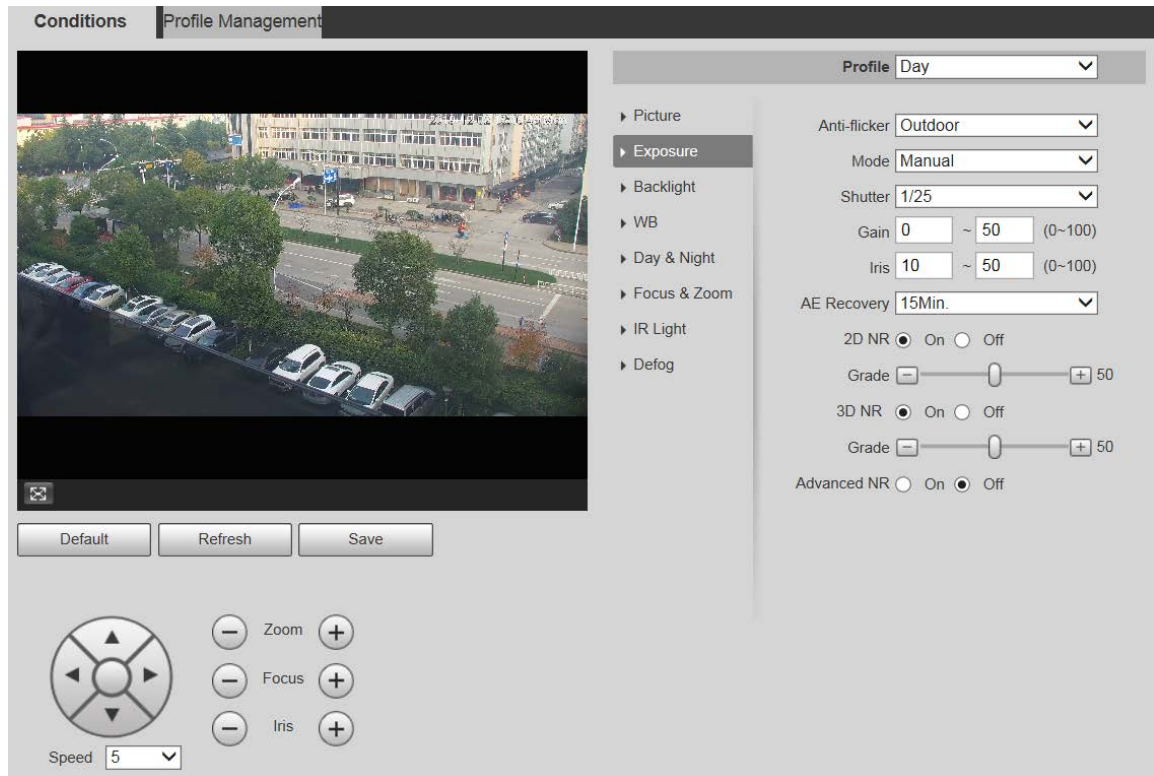 Conditions
Profile Management
Profile Day
Picture
Exposure
Backlight
WB
Day & Night
Focus & Zoom
IR Light
Defog
Anti-flicker Outdoor
Mode Manual
Shutter 1/25
Gain 0 ~ 50 (0~100)
Iris 10 ~ 50 (0~100)
AE Recovery 15Min.
2D NR On Off
Grade 50
3D NR On Off
Grade 50
Advanced NR On Off
Default Refresh Save
Zoom
Focus
Iris
Speed 5